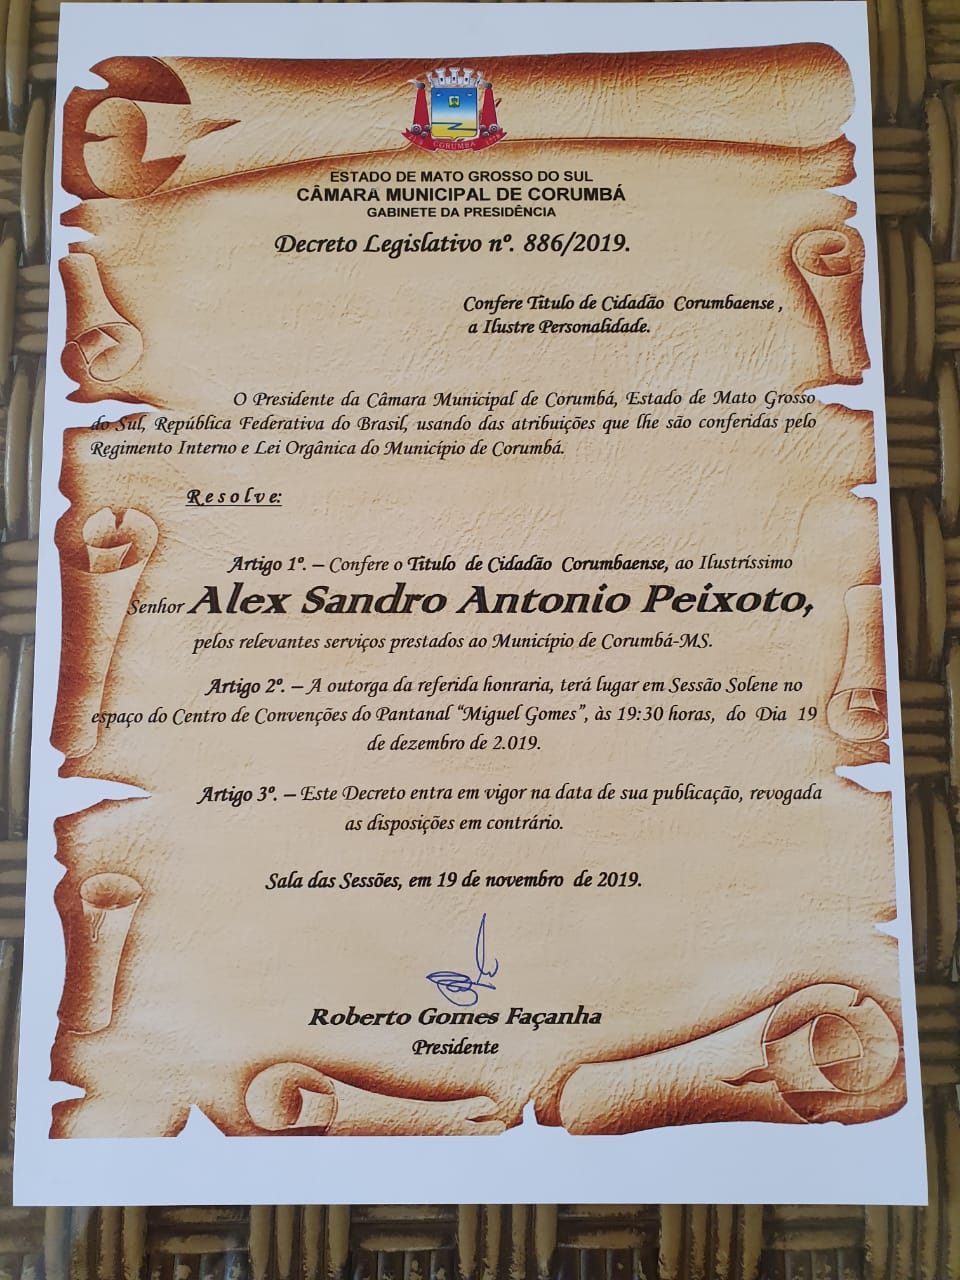 CORUMBÁ
ESTADO DE MATO GROSSO DO SUL
CÂMARA MUNICIPAL DE CORUMBÁ
GABINETE DA PRESIDÊNCIA
Decreto Legislativo nº. 886/2019.
Confere Titulo de Cidadão Corumbaense ,
a Ilustre Personalidade.
O Presidente da Câmara Municipal de Corumbá, Estado de Mato Grosso
do Sul, República Federativa do Brasil, usando das atribuições que lhe são conferidas pelo
Regimento Interno e Lei Orgânica do Município de Corumbá.
R e s o l v e:
Artigo 1º. – Confere o Titulo de Cidadão Corumbaense, ao Ilustríssimo
Senhor Alex Sandro Antonio Peixoto,
pelos relevantes serviços prestados ao Município de Corumbá-MS.
Artigo 2º. – A outorga da referida honraria, terá lugar em Sessão Solene no
espaço do Centro de Convenções do Pantanal “Miguel Gomes”, às 19:30 horas, do Dia 19
de dezembro de 2.019.
Artigo 3º. – Este Decreto entra em vigor na data de sua publicação, revogada
as disposições em contrário.
Sala das Sessões, em 19 de novembro de 2019.
Roberto Gomes Façanha
Presidente